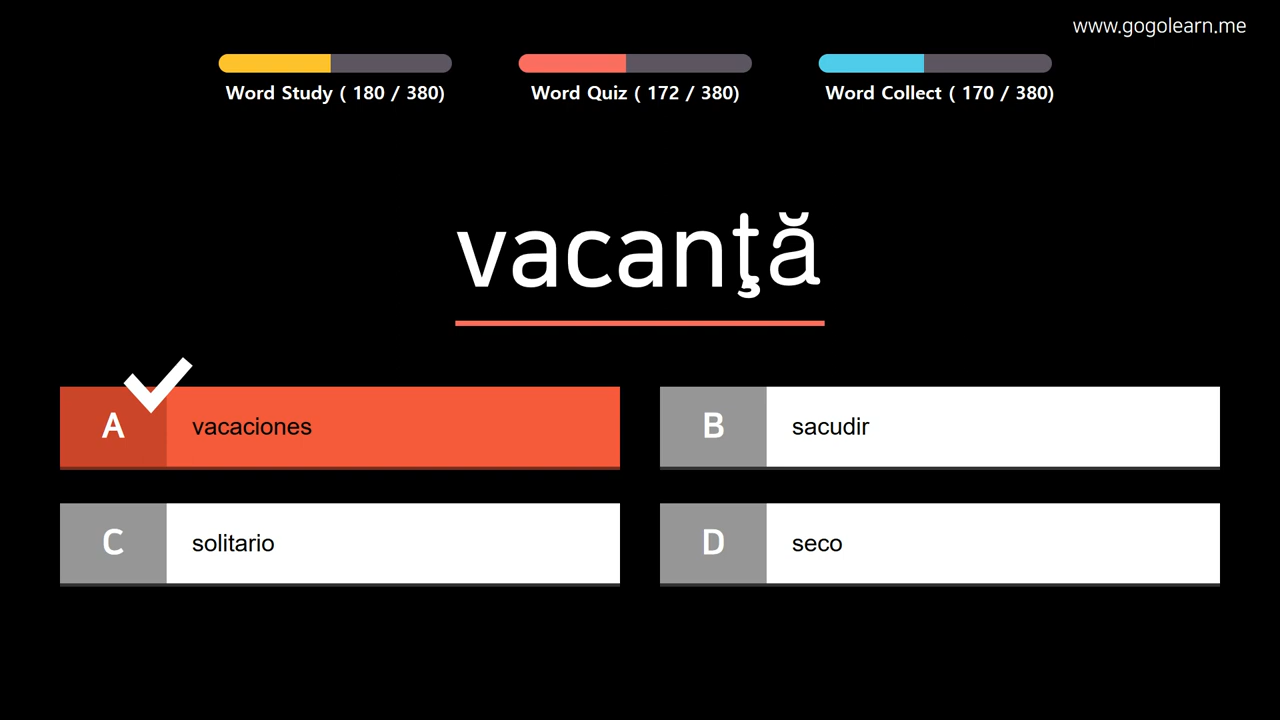 www.gogolearn.me
Word Study ( 180 / 380)
Word Quiz ( 172 / 380)
Word Collect ( 170 / 380)
vacanţă
A vacaciones
B sacudir
C solitario
D seco